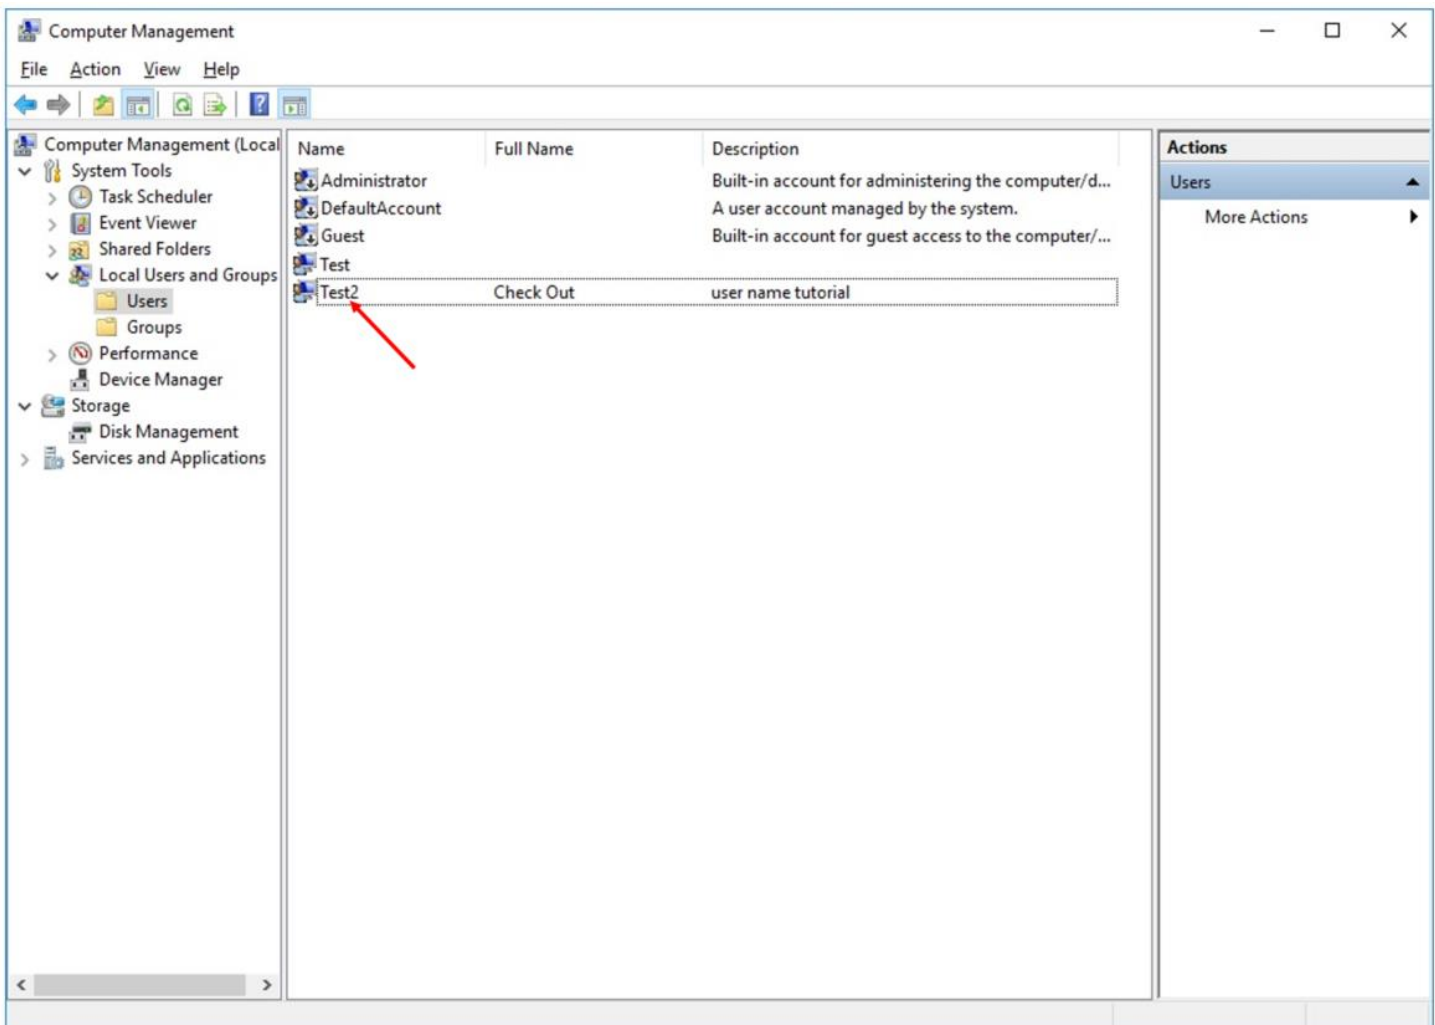 Computer Management
File Action View Help
Computer Management (Local
System Tools
Task Scheduler
Event Viewer
Shared Folders
Local Users and Groups
Users
Groups
Performance
Device Manager
Storage
Disk Management
Services and Applications
Name Full Name Description
Administrator Built-in account for administering the computer/d...
DefaultAccount A user account managed by the system.
Guest Built-in account for guest access to the computer/...
Test
Test2 Check Out user name tutorial
Actions
Users
More Actions